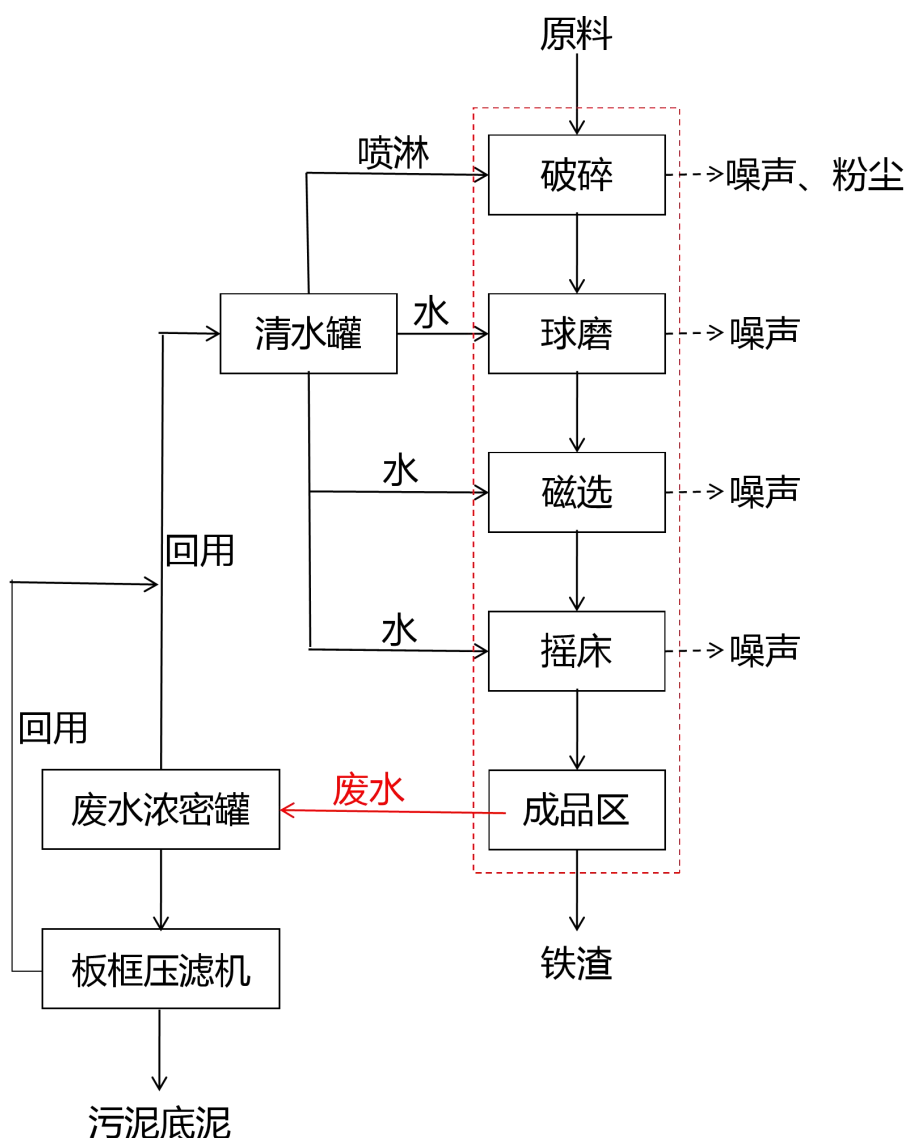 原料
喷淋
破碎
噪声、粉尘
清水罐
水
球磨
噪声
水
磁选
噪声
回用
水
摇床
噪声
回用
废水浓密罐
废水
成品区
板框压滤机
铁渣
污泥底泥